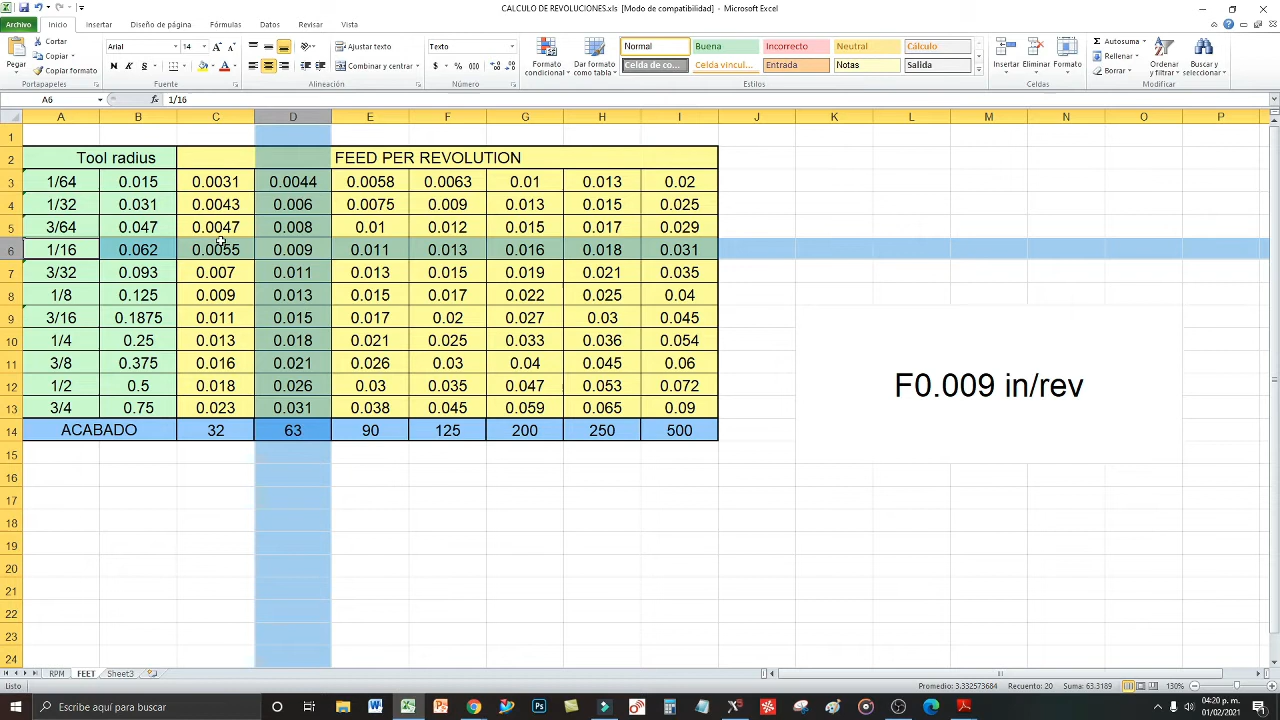 CALCULO DE REVOLUCIONES.xls [Modo de compatibilidad] - Microsoft Excel
Archivo Inicio Insertar Diseño de página Fórmulas Datos Revisar Vista
Cortar
Copiar
Copiar formato
Pegar
Portapapeles
Arial 14
N K S
Fuente
Ajustar texto
Combinar y centrar
Alineación
Texto
$ % 000
Número
Formato condicional
Dar formato como tabla
Normal Buena Incorrecto Neutral Cálculo
Celda de co... Celda vincul... Entrada Notas Salida
Estilos
Insertar Eliminar Formato
Celdas
Autosuma
Rellenar
Borrar
Ordenar y filtrar
Buscar y seleccionar
Modificar
A6 fx 1/16
A B C D E F G H I J K L M N O P
1
2 Tool radius FEED PER REVOLUTION
3 1/64 0.015 0.0031 0.0044 0.0058 0.0063 0.01 0.013 0.02
4 1/32 0.031 0.0043 0.006 0.0075 0.009 0.013 0.015 0.025
5 3/64 0.047 0.0047 0.008 0.01 0.012 0.015 0.017 0.029
6 1/16 0.062 0.0055 0.009 0.011 0.013 0.016 0.018 0.031
7 3/32 0.093 0.007 0.011 0.013 0.015 0.019 0.021 0.035
8 1/8 0.125 0.009 0.013 0.015 0.017 0.022 0.025 0.04
9 3/16 0.1875 0.011 0.015 0.017 0.02 0.027 0.03 0.045
10 1/4 0.25 0.013 0.018 0.021 0.025 0.033 0.036 0.054
11 3/8 0.375 0.016 0.021 0.026 0.03 0.04 0.045 0.06
12 1/2 0.5 0.018 0.026 0.03 0.035 0.047 0.053 0.072
13 3/4 0.75 0.023 0.031 0.038 0.045 0.059 0.065 0.09
14 ACABADO 32 63 90 125 200 250 500
F0.009 in/rev
15
16
17
18
19
20
21
22
23
24
RPM FEET Sheet3
Listo Promedio: 3.332573684 Recuento: 20 Suma: 63.3189 130%
Escribe aquí para buscar
04:20 p. m.
01/02/2021